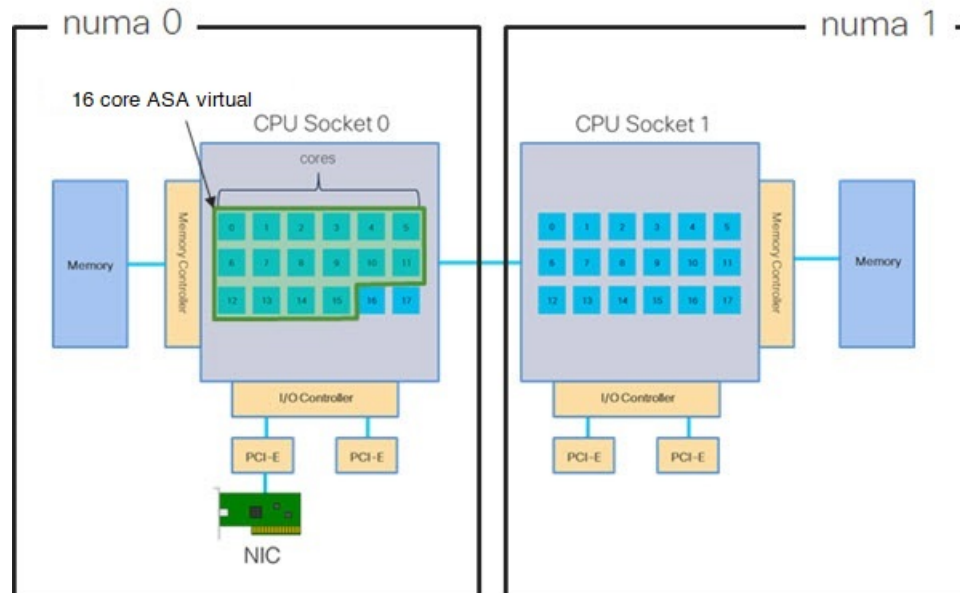 numa 0
numa 1
16 core ASA virtual
CPU Socket 0
CPU Socket 1
cores
0 1 2 3 4 5
6 7 8 9 10 11
12 13 14 15 16 17
0 1 2 3 4 5
6 7 8 9 10 11
12 13 14 15 16 17
Memory
Memory Controller
Memory Controller
Memory
I/O Controller
I/O Controller
PCI-E
PCI-E
PCI-E
PCI-E
NIC